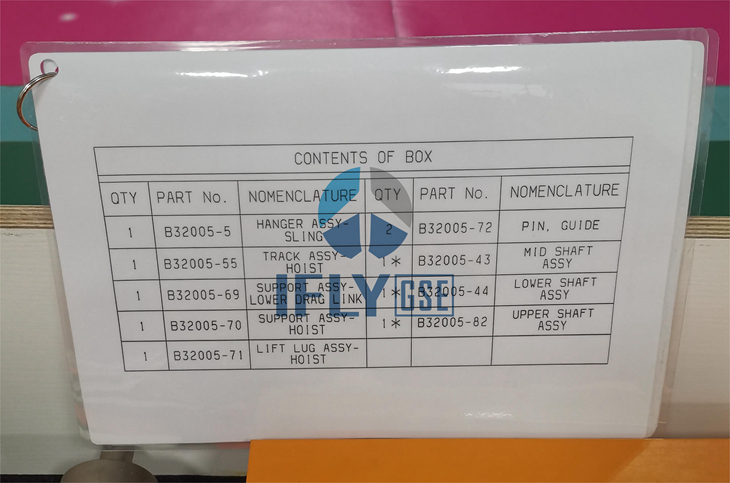 CONTENTS OF BOX
QTY PART No. NOMENCLATURE QTY PART No. NOMENCLATURE
1 B32005-5 HANGER ASSY- SLING 2 B32005-72 PIN, GUIDE
1 B32005-55 TRACK ASSY- HOIST 1* B32005-43 MID SHAFT ASSY
1 B32005-69 SUPPORT ASSY- LOWER DRAG LINK 1* B32005-44 LOWER SHAFT ASSY
1 B32005-70 SUPPORT ASSY- HOIST 1* B32005-82 UPPER SHAFT ASSY
1 B32005-71 LIFT LUG ASSY- HOIST
IFLY GSE